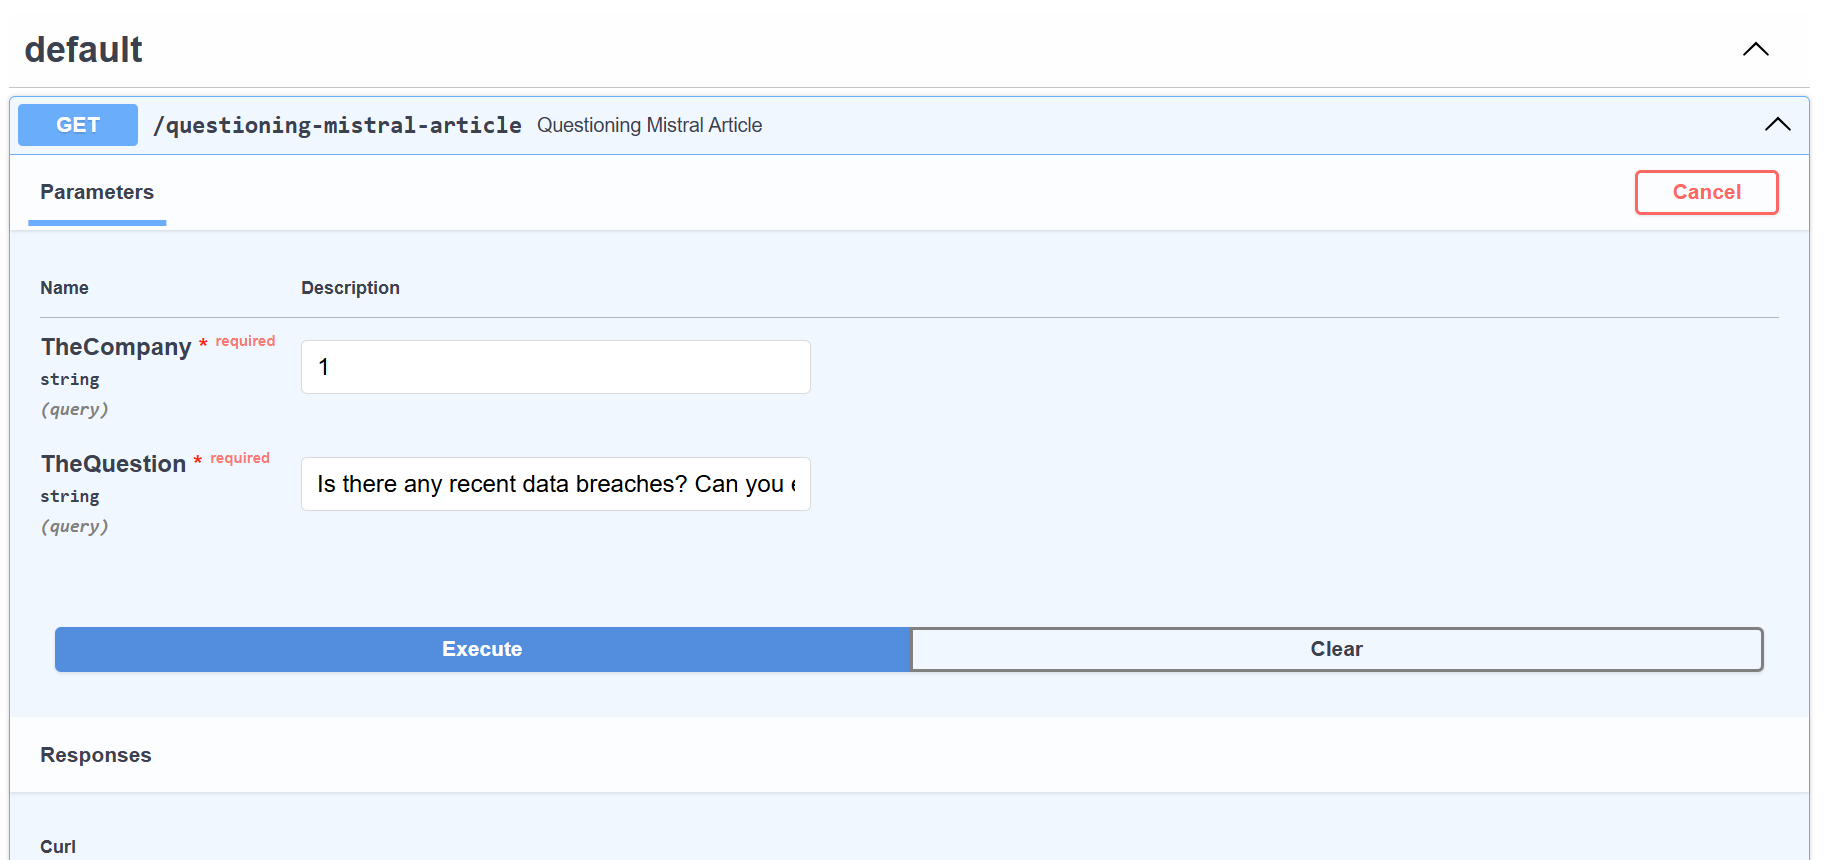 default
GET /questioning-mistral-article Questioning Mistral Article
Parameters Cancel
Name Description
TheCompany * required
string
(query)
1
TheQuestion * required
string
(query)
Is there any recent data breaches? Can you
Execute Clear
Responses
Curl